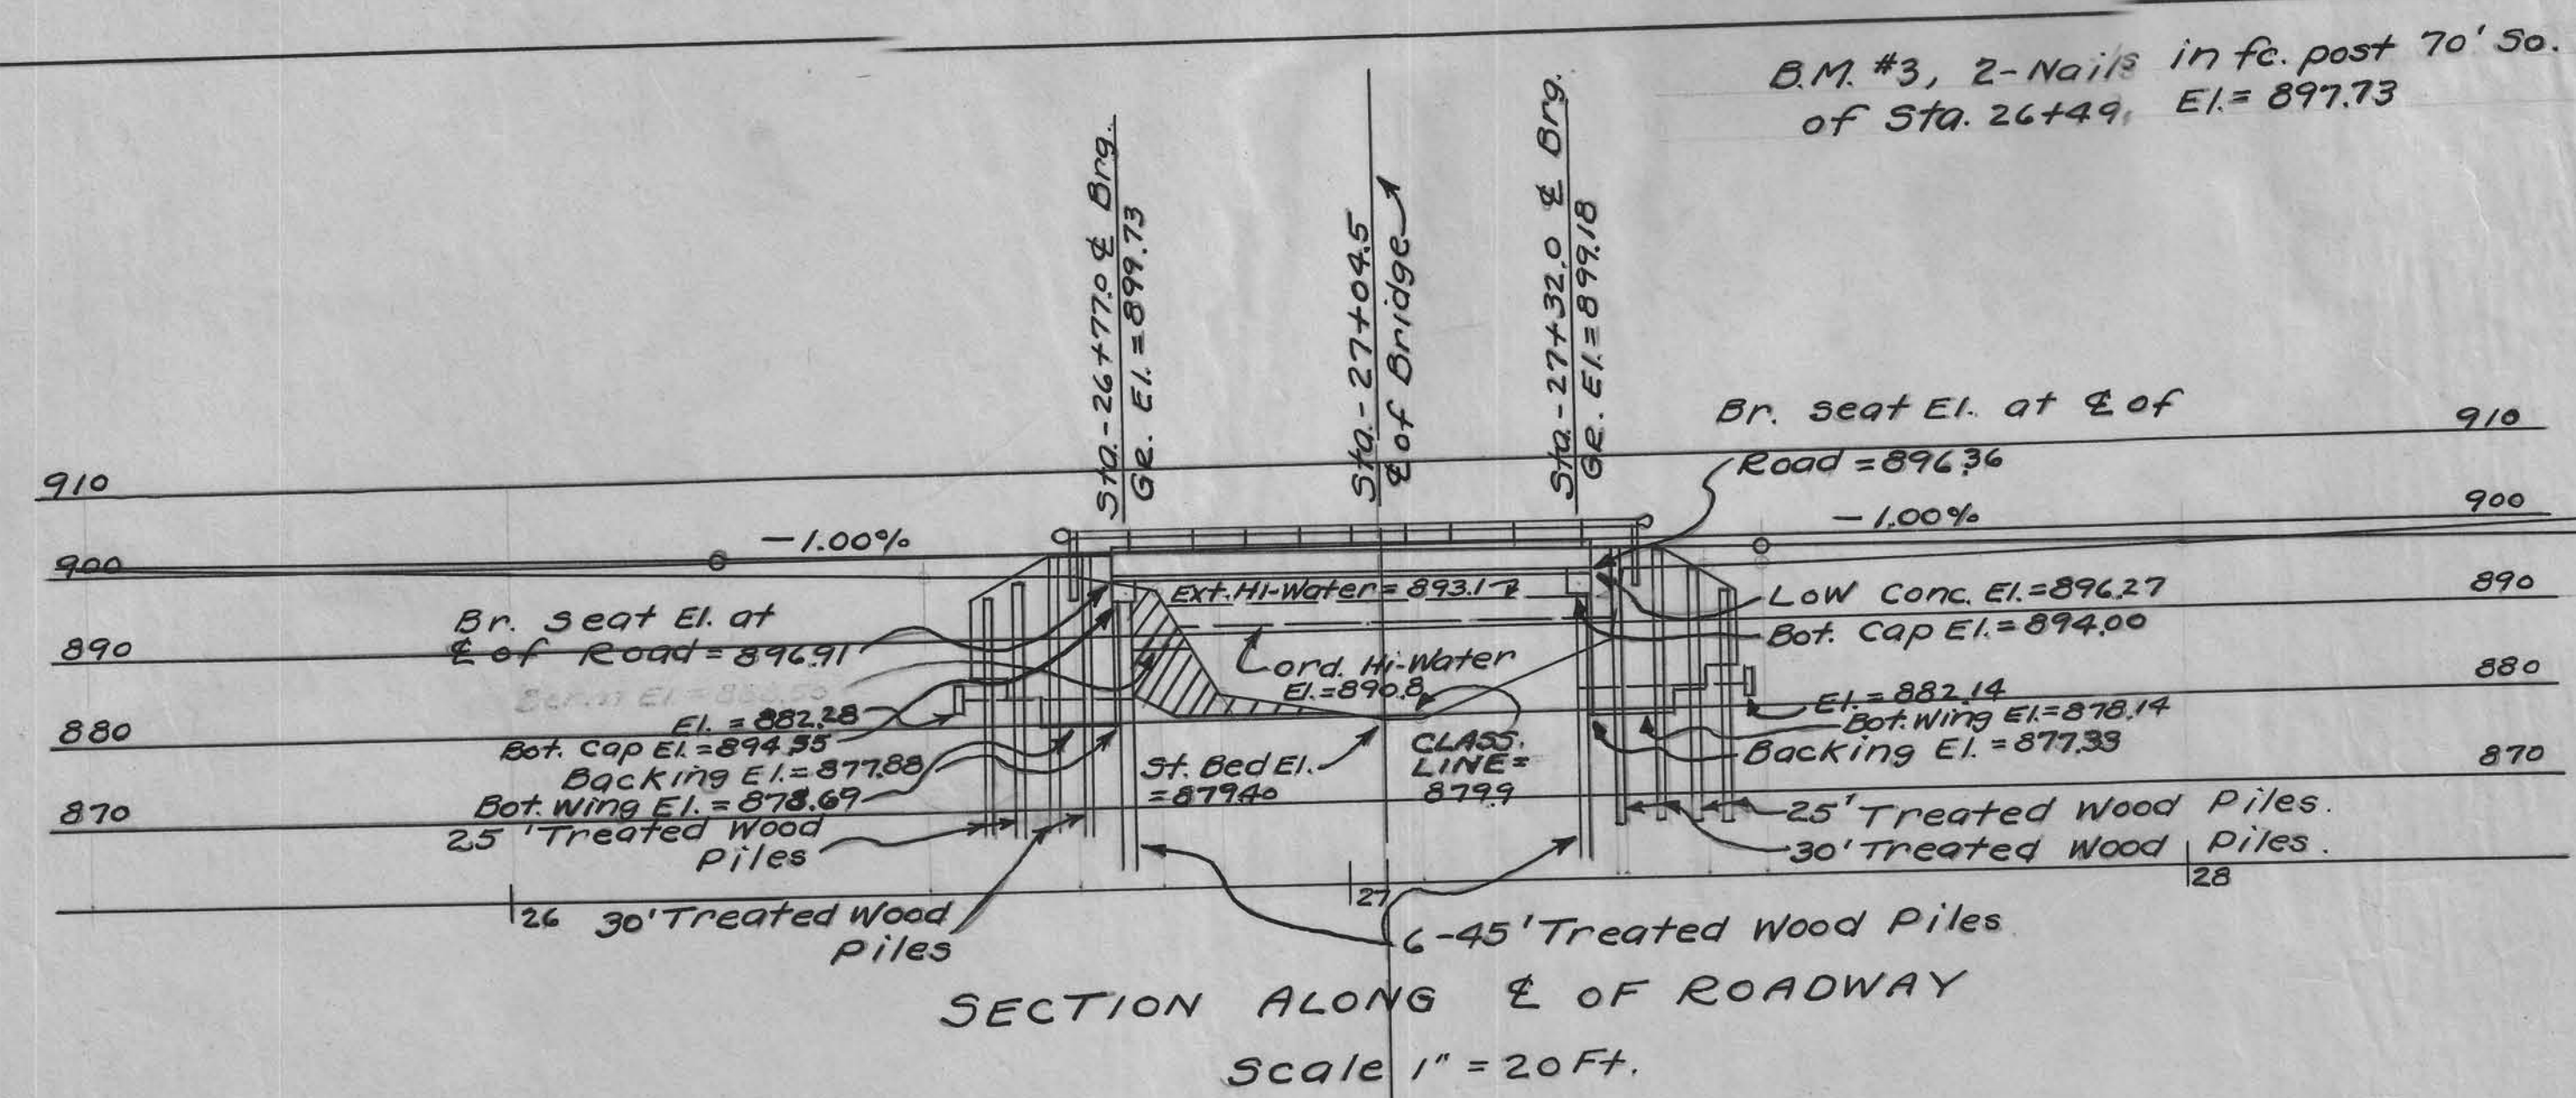 B.M. #3, 2-Nails in fc. post 70' So.
of Sta. 26+49, El.= 897.73
Sta.-26+77.0 ℄ Brg.
Gr. El.=899.73
Sta.-27+04.5
℄ of Bridge
Sta.-27+32.0 ℄ Brg.
Gr. El.=899.18
Br. seat El. at ℄ of
Road = 896.36
910
910
-1.00%
-1.00%
900
900
Ext. Hi-Water = 893.17
Low Conc. El.=896.27
890
Bot. Cap El.=894.00
Br. seat El. at
℄ of Road = 896.91
890
Ord. Hi-Water
El.=890.8
880
El.=882.14
Bot. Wing El.=878.14
Backing El.=877.33
880
El. = 882.28
Bot. Cap El.=894.55
Backing El.=877.88
Bot. Wing El.=878.69
St. Bed El.
=879.40
CLASS.
LINE=
879.9
870
870
25' Treated Wood
Piles
25' Treated Wood Piles.
30' Treated Wood Piles.
26
27
28
30' Treated Wood
Piles
6-45' Treated Wood Piles
SECTION ALONG ℄ OF ROADWAY
Scale 1" = 20 Ft.